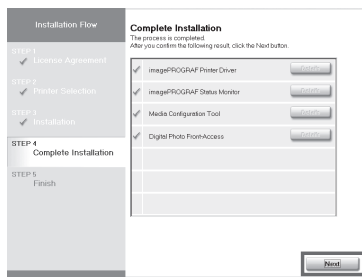 Installation Flow
STEP 1
License Agreement
STEP 2
Printer Selection
STEP 3
Installation
STEP 4
Complete Installation
STEP 5
Finish
Complete Installation
The process is completed.
After you confirm the following result, click the Next button.
imagePROGRAF Printer Driver
imagePROGRAF Status Monitor
Media Configuration Tool
Digital Photo Front-Access
Next